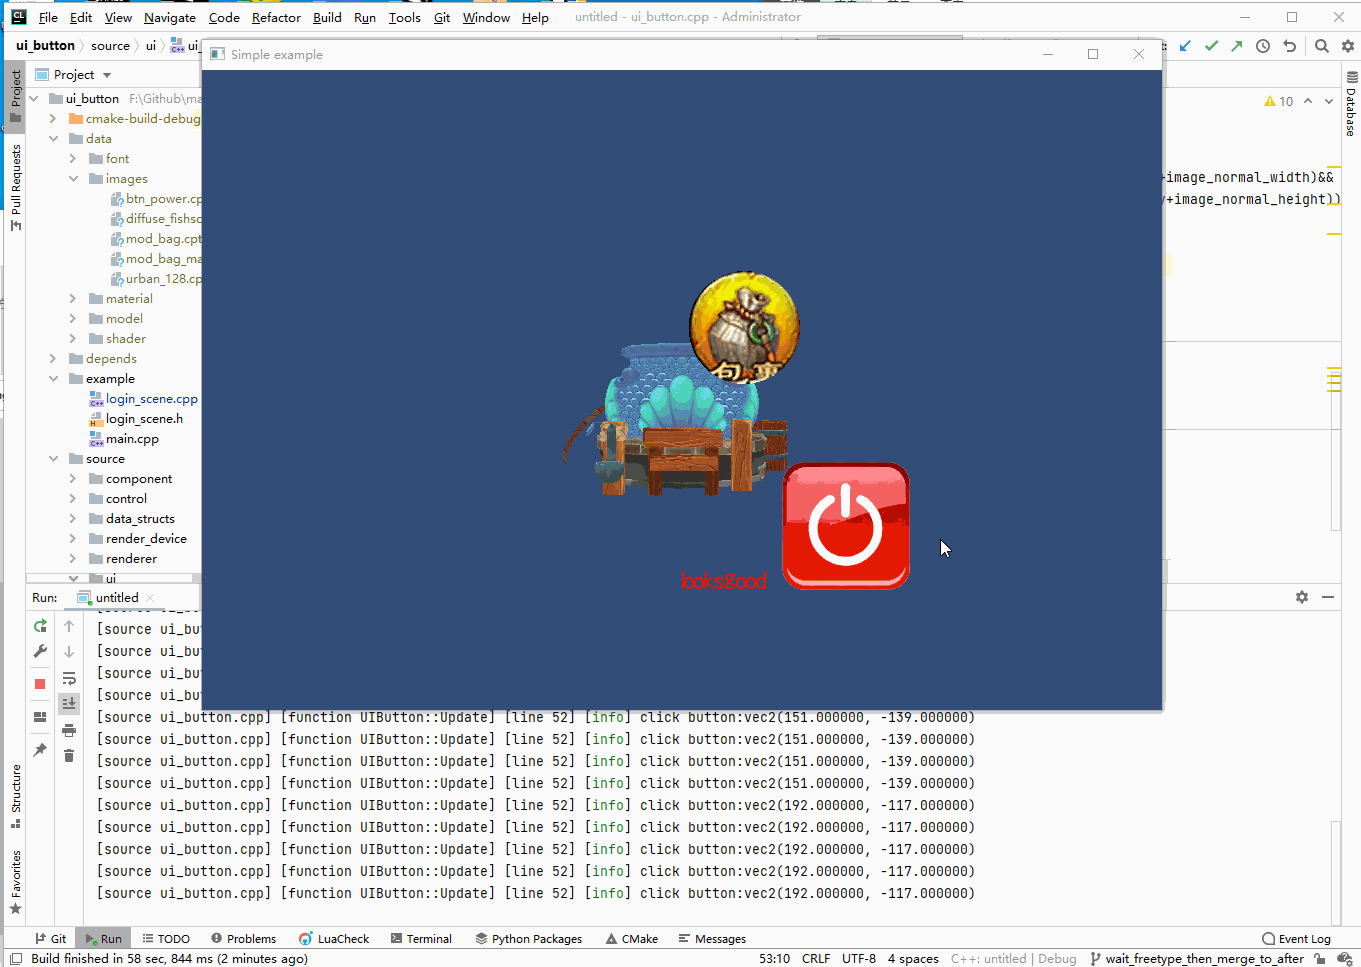 CL File Edit View Navigate Code Refactor Build Run Tools Git Window Help untitled - ui_button.cpp - Administrator
ui_button source ui
Simple example
Project
Project
ui_button F:\Github\
10
cmake-build-debug
data
font
images
+image_normal_width)&&
btn_power.cp
y+image_normal_height))
diffuse_fishsc
mod_bag.cpt
mod_bag_ma
urban_128.cp
material
model
shader
depends
example
login_scene.cpp
login_scene.h
main.cpp
source
component
control
data_structs
render_device
renderer
ui
Pull Requests
Database
包裹
looksgood
Run: untitled
[source ui_bu
[source ui_bu
[source ui_bu
[source ui_bu
[source ui_button.cpp] [function UIButton::Update] [line 52] [info] click button:vec2(151.000000, -139.000000)
[source ui_button.cpp] [function UIButton::Update] [line 52] [info] click button:vec2(151.000000, -139.000000)
[source ui_button.cpp] [function UIButton::Update] [line 52] [info] click button:vec2(151.000000, -139.000000)
[source ui_button.cpp] [function UIButton::Update] [line 52] [info] click button:vec2(151.000000, -139.000000)
[source ui_button.cpp] [function UIButton::Update] [line 52] [info] click button:vec2(192.000000, -117.000000)
[source ui_button.cpp] [function UIButton::Update] [line 52] [info] click button:vec2(192.000000, -117.000000)
[source ui_button.cpp] [function UIButton::Update] [line 52] [info] click button:vec2(192.000000, -117.000000)
[source ui_button.cpp] [function UIButton::Update] [line 52] [info] click button:vec2(192.000000, -117.000000)
[source ui_button.cpp] [function UIButton::Update] [line 52] [info] click button:vec2(192.000000, -117.000000)
Structure
Favorites
Git Run TODO Problems LuaCheck Terminal Python Packages CMake Messages Event Log
Build finished in 58 sec, 844 ms (2 minutes ago) 53:10 CRLF UTF-8 4 spaces C++: untitled | Debug wait_freetype_then_merge_to_after